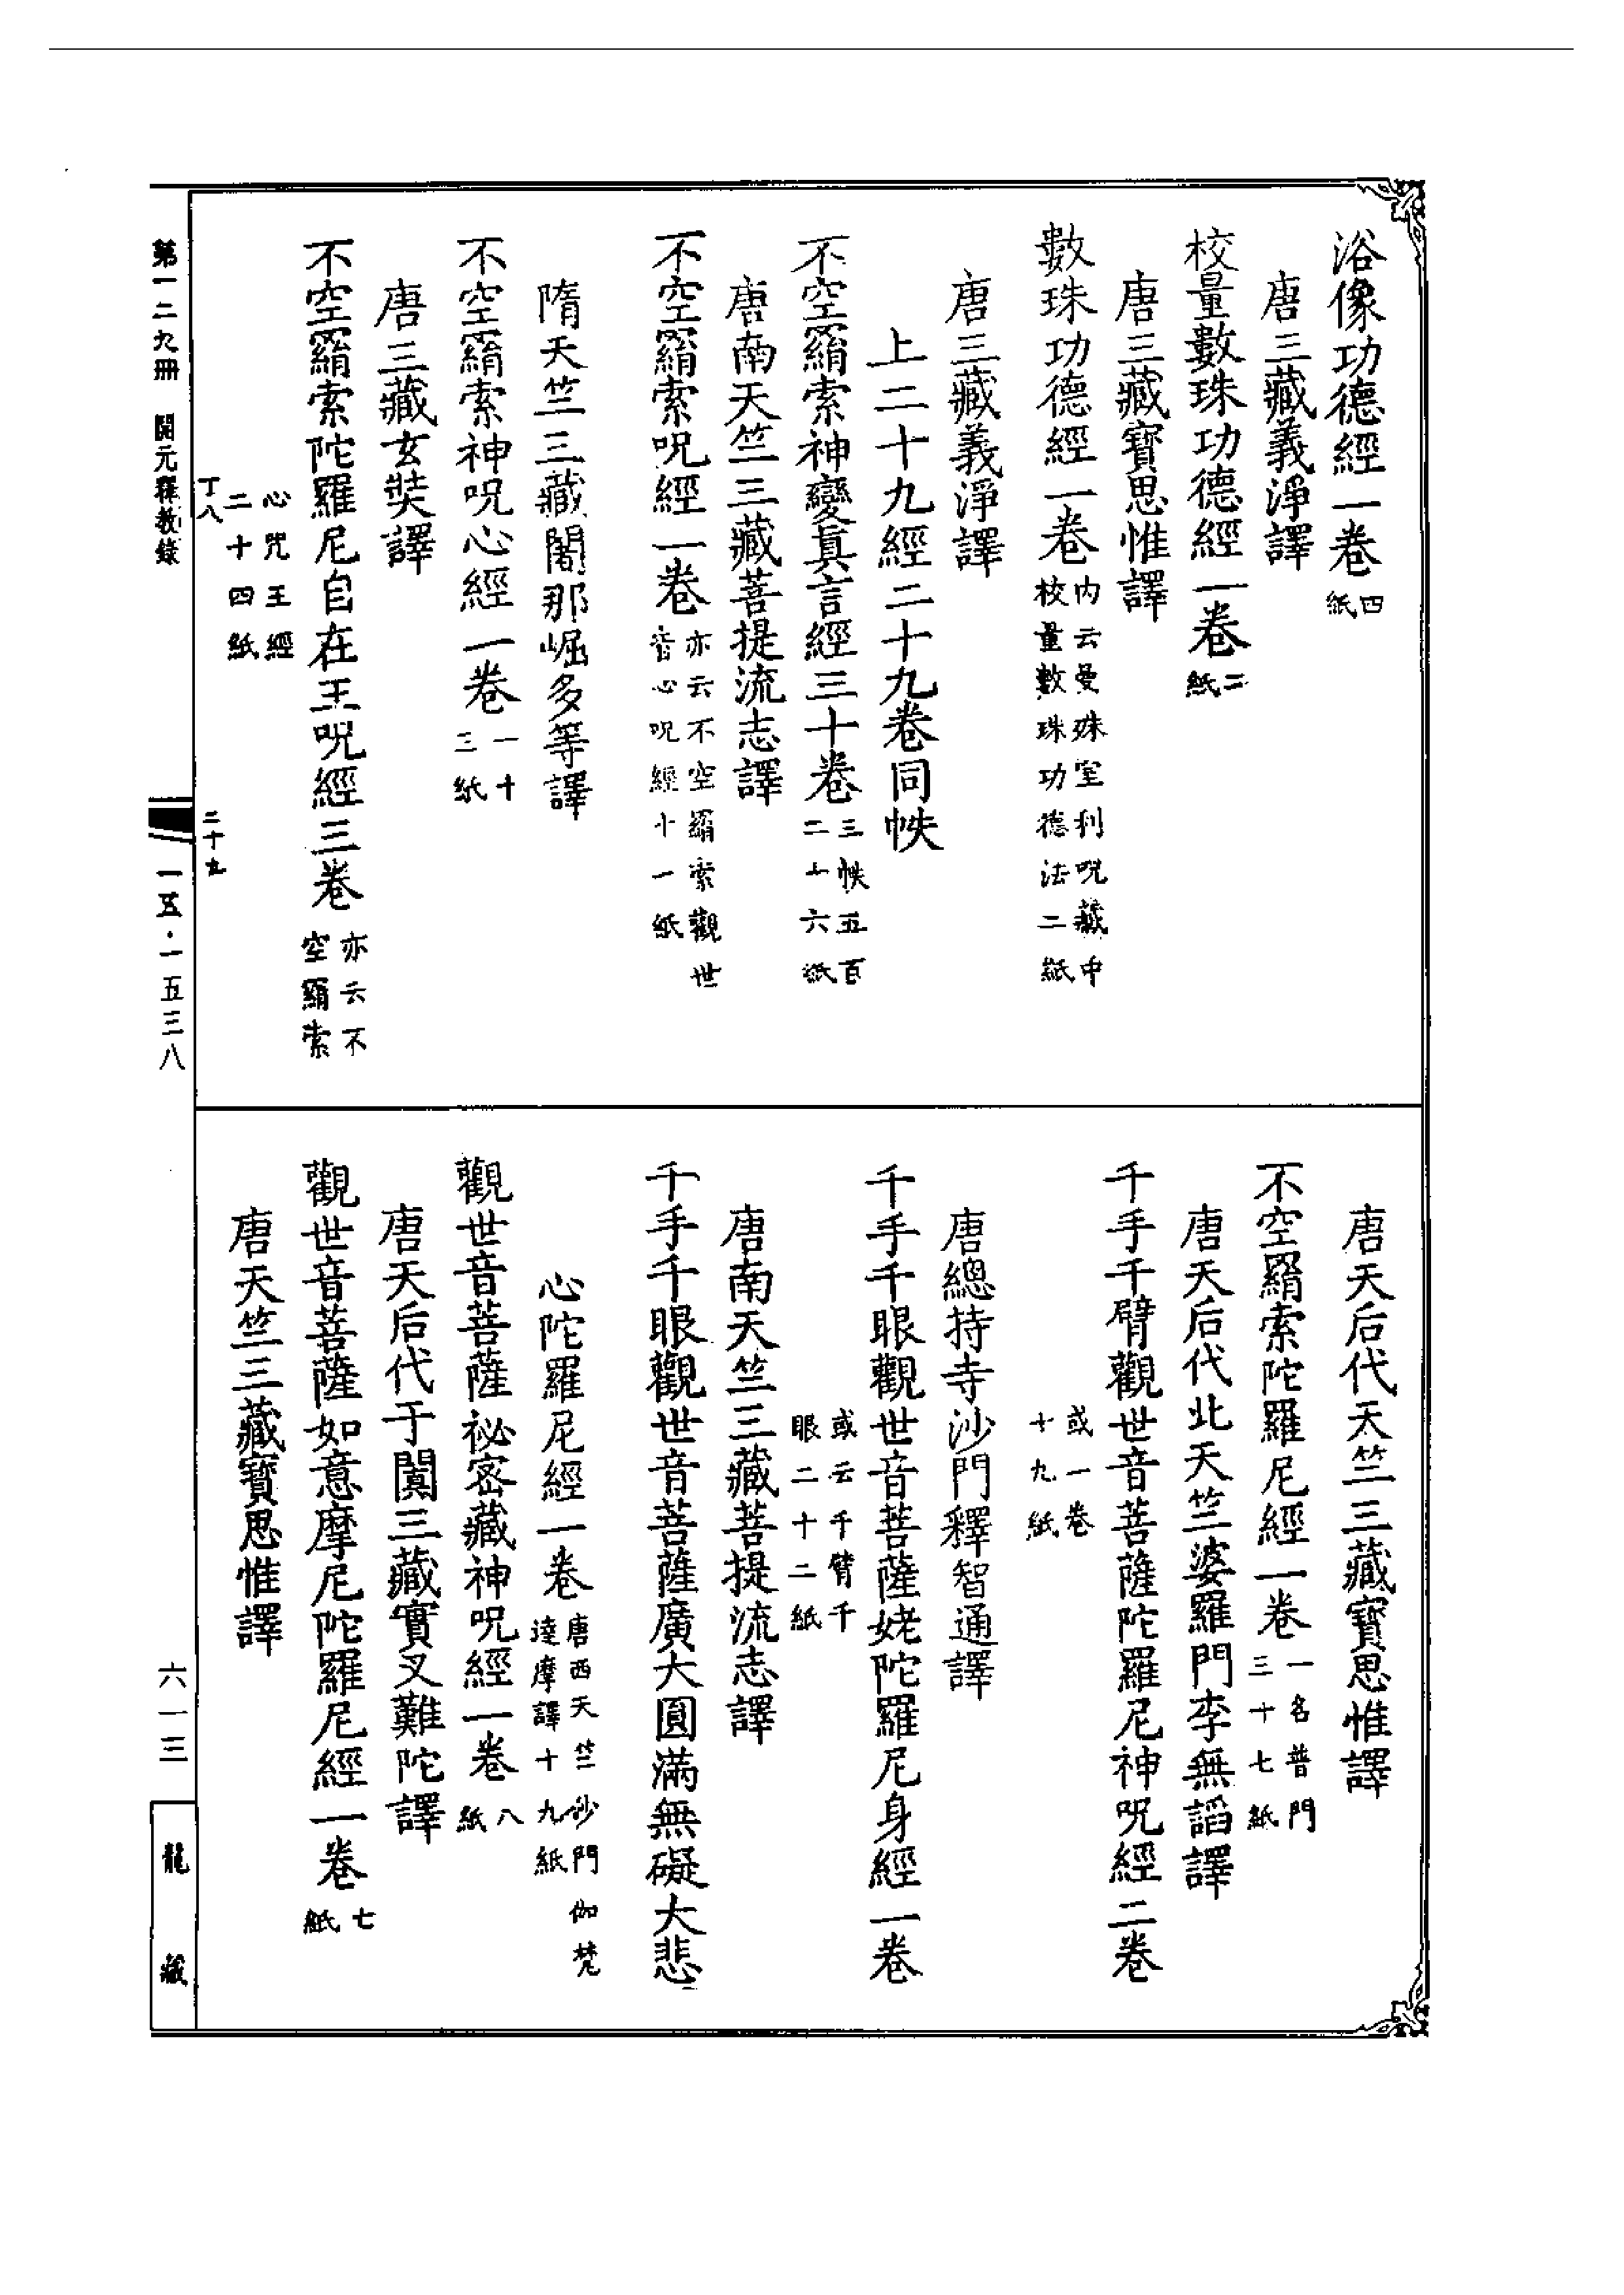 浴像功德經一卷四紙
唐三藏義淨譯
校量數珠功德經一卷二紙
唐三藏寶思惟譯
數珠功德經一卷内云曼殊室利呪藏中校量數珠功德法二紙
唐三藏義淨譯
上二十九經二十九卷同帙
不空羂索神變真言經三十卷三帙五百二十六紙
唐南天竺三藏菩提流志譯
不空羂索呪經一卷亦云不空羂索觀世音心呪經十一紙
隋天竺三藏闍那崛多等譯
不空羂索神呪心經一卷一十三紙
唐三藏玄奘譯
不空羂索陀羅尼自在王呪經三卷亦云不空羂索
心咒王經二十四紙
丁八
二十九
唐天后代天竺三藏寶思惟譯
不空羂索陀羅尼經一卷一名普門三十七紙
唐天后代北天竺婆羅門李無諂譯
千手千臂觀世音菩薩陀羅尼神呪經二卷
或一卷十九紙
唐總持寺沙門釋智通譯
千手千眼觀世音菩薩姥陀羅尼身經一卷
或云千臂千眼二十二紙
唐南天竺三藏菩提流志譯
千手千眼觀世音菩薩廣大圓滿無礙大悲
心陀羅尼經一卷唐西天竺沙門伽梵達摩譯十九紙
觀世音菩薩祕密藏神呪經一卷八紙
唐天后代于闐三藏實叉難陀譯
觀世音菩薩如意摩尼陀羅尼經一卷七紙
唐天竺三藏寶思惟譯
第一二九冊 開元釋教錄
一五·一五三八
六一三
龍藏